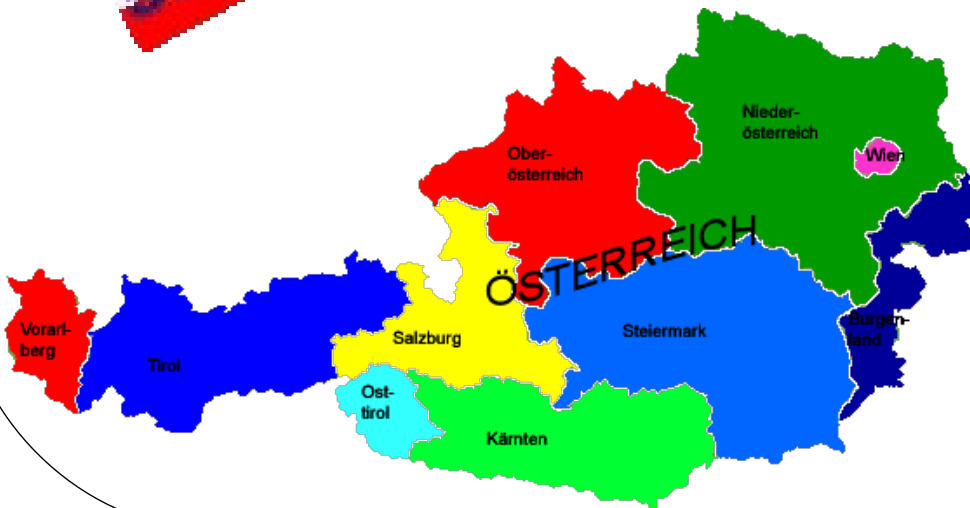 Nieder-
österreich
Wien
Ober-
österreich
ÖSTERREICH
Vorarl-
berg
Tirol
Salzburg
Steiermark
Burgen-
land
Ost-
tirol
Kärnten